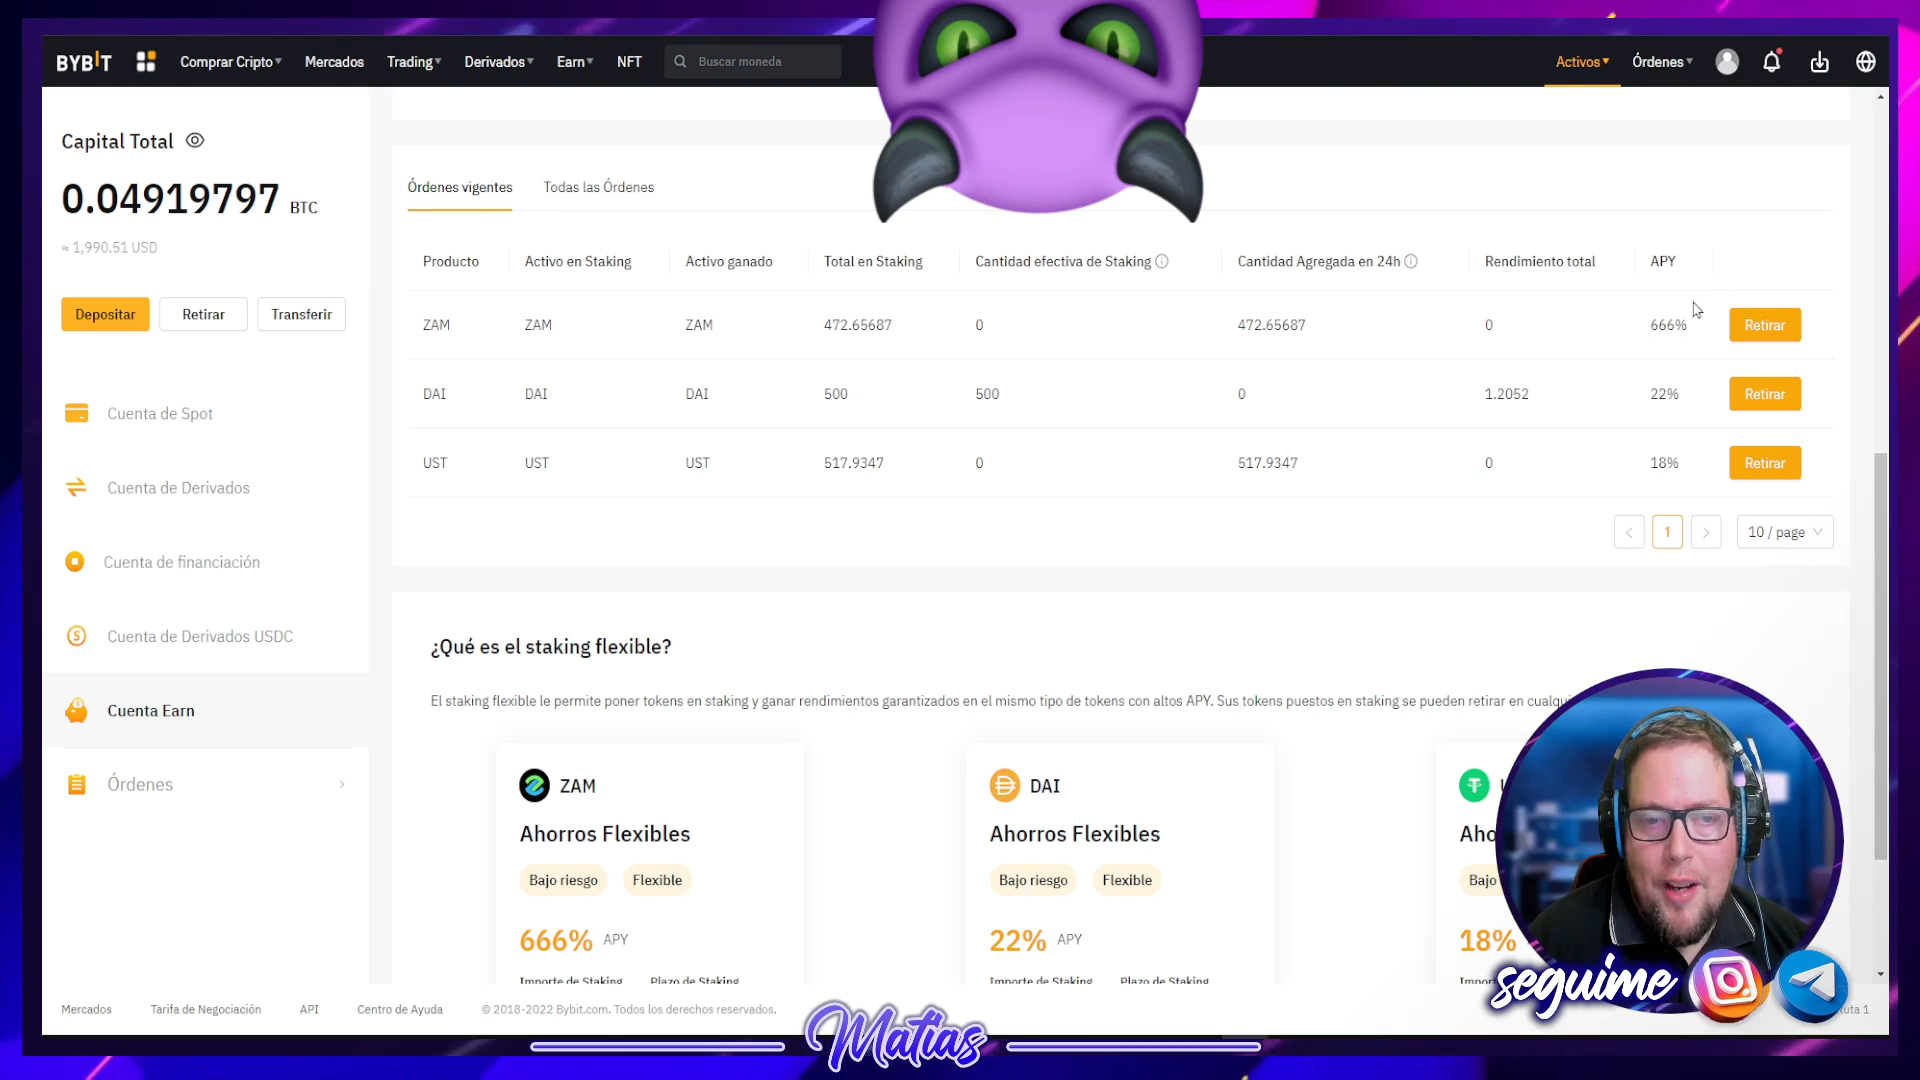 BYBIT
Comprar Cripto
Mercados
Trading
Derivados
Earn
NFT
Buscar moneda
Activos
Órdenes
Capital Total
0.04919797 BTC
≈ 1,990.51 USD
Depositar
Retirar
Transferir
Cuenta de Spot
Cuenta de Derivados
Cuenta de financiación
Cuenta de Derivados USDC
Cuenta Earn
Órdenes
Órdenes vigentes
Todas las Órdenes
Producto Activo en Staking Activo ganado Total en Staking Cantidad efectiva de Staking Cantidad Agregada en 24h Rendimiento total APY
ZAM ZAM ZAM 472.65687 0 472.65687 0 666% Retirar
DAI DAI DAI 500 500 0 1.2052 22% Retirar
UST UST UST 517.9347 0 517.9347 0 18% Retirar
< 1 > 10 / page
¿Qué es el staking flexible?
El staking flexible le permite poner tokens en staking y ganar rendimientos garantizados en el mismo tipo de tokens con altos APY. Sus tokens puestos en staking se pueden retirar en
ZAM
Ahorros Flexibles
Bajo riesgo
Flexible
666% APY
Importe de Staking Plazo de Staking
DAI
Ahorros Flexibles
Bajo riesgo
Flexible
22% APY
Importe de Staking Plazo de Staking
18%
seguime
Mercados
Tarifa de Negociación
API
Centro de Ayuda
© 2018-2022 Bybit.com. Todos los derechos reservados.
Matias